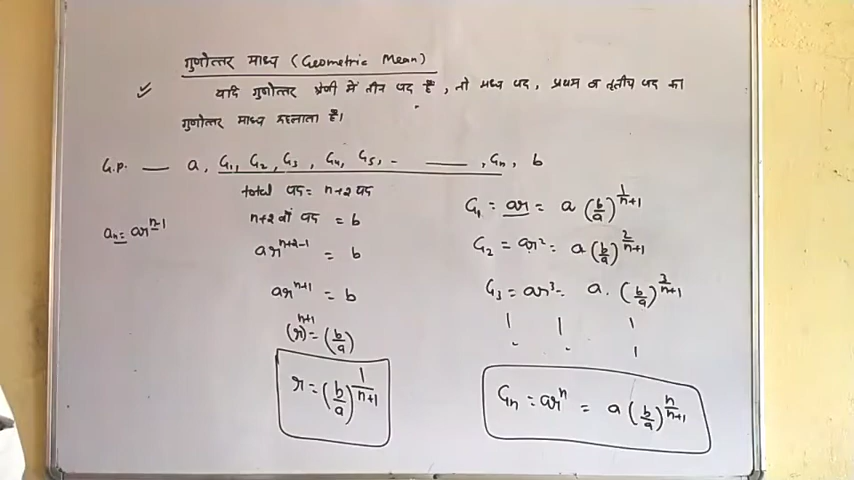 गुणोत्तर माध्य (Geometric Mean)
✓ यदि गुणोत्तर श्रेणी में तीन पद हैं, तो मध्य पद, प्रथम व तृतीय पद का
गुणोत्तर माध्य कहलाता है।
G.P. — a, G₁, G₂, G₃, G₄, G₅, - —— , Gₙ, b
total पद = n+2 पद
n+2 वाँ पद = b
aₙ = arⁿ⁻¹
ar^(n+2-1) = b
ar^(n+1) = b
(r)^(n+1) = (b/a)
r = (b/a)^(1/(n+1))
G₁ = ar = a (b/a)^(1/(n+1))
G₂ = ar² = a (b/a)^(2/(n+1))
G₃ = ar³ = a. (b/a)^(3/(n+1))
Gₙ = arⁿ = a (b/a)^(n/(n+1))